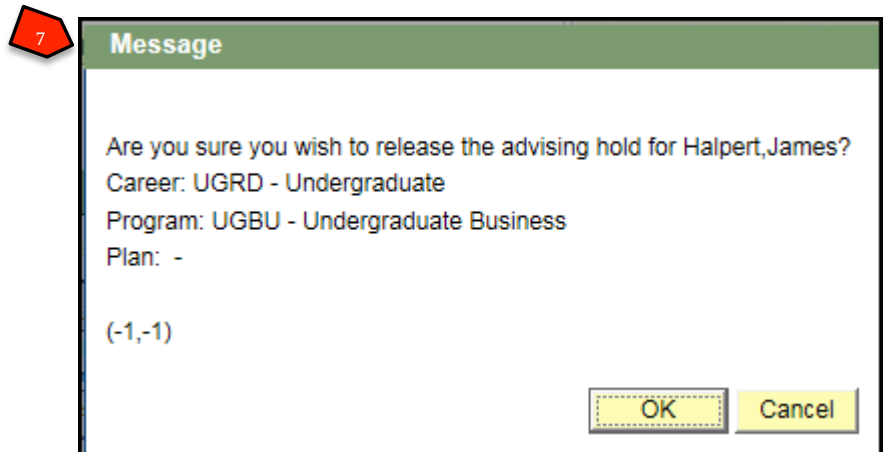 7
Message
Are you sure you wish to release the advising hold for Halpert,James?
Career: UGRD - Undergraduate
Program: UGBU - Undergraduate Business
Plan:  -
(-1,-1)
OK
Cancel